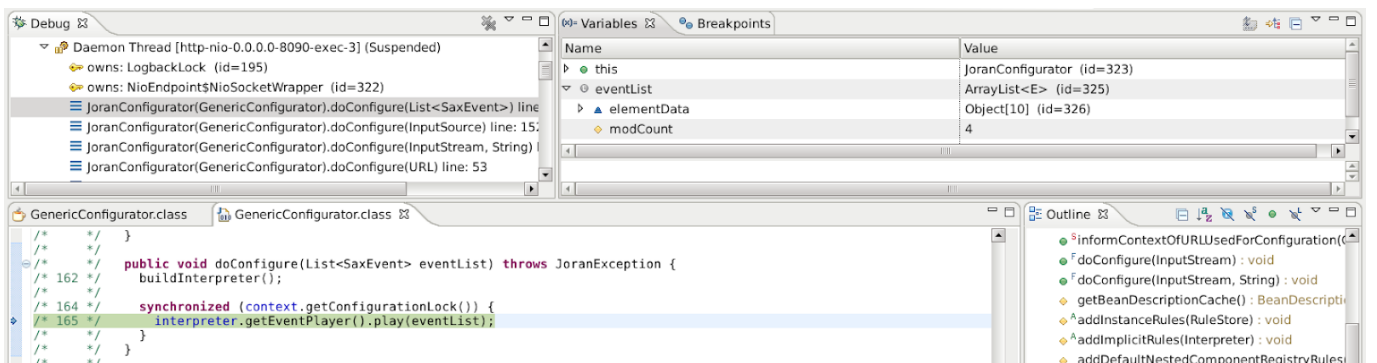 Debug
Daemon Thread [http-nio-0.0.0.0-8090-exec-3] (Suspended)
owns: LogbackLock (id=195)
owns: NioEndpoint$NioSocketWrapper (id=322)
JoranConfigurator(GenericConfigurator).doConfigure(List<SaxEvent>) line
JoranConfigurator(GenericConfigurator).doConfigure(InputSource) line: 152
JoranConfigurator(GenericConfigurator).doConfigure(InputStream, String) l
JoranConfigurator(GenericConfigurator).doConfigure(URL) line: 53
(x)= Variables Breakpoints
Name Value
this JoranConfigurator (id=323)
eventList ArrayList<E> (id=325)
elementData Object[10] (id=326)
modCount 4
GenericConfigurator.class GenericConfigurator.class
/* */ }
/* */
/* */ public void doConfigure(List<SaxEvent> eventList) throws JoranException {
/* 162 */ buildInterpreter();
/* */
/* 164 */ synchronized (context.getConfigurationLock()) {
/* 165 */ interpreter.getEventPlayer().play(eventList);
/* */ }
/* */ }
/* */
Outline
S informContextOfURLUsedForConfiguration(
F doConfigure(InputStream) : void
F doConfigure(InputStream, String) : void
getBeanDescriptionCache() : BeanDescripti
A addInstanceRules(RuleStore) : void
A addImplicitRules(Interpreter) : void
addDefaultNestedComponentRegistryRules(